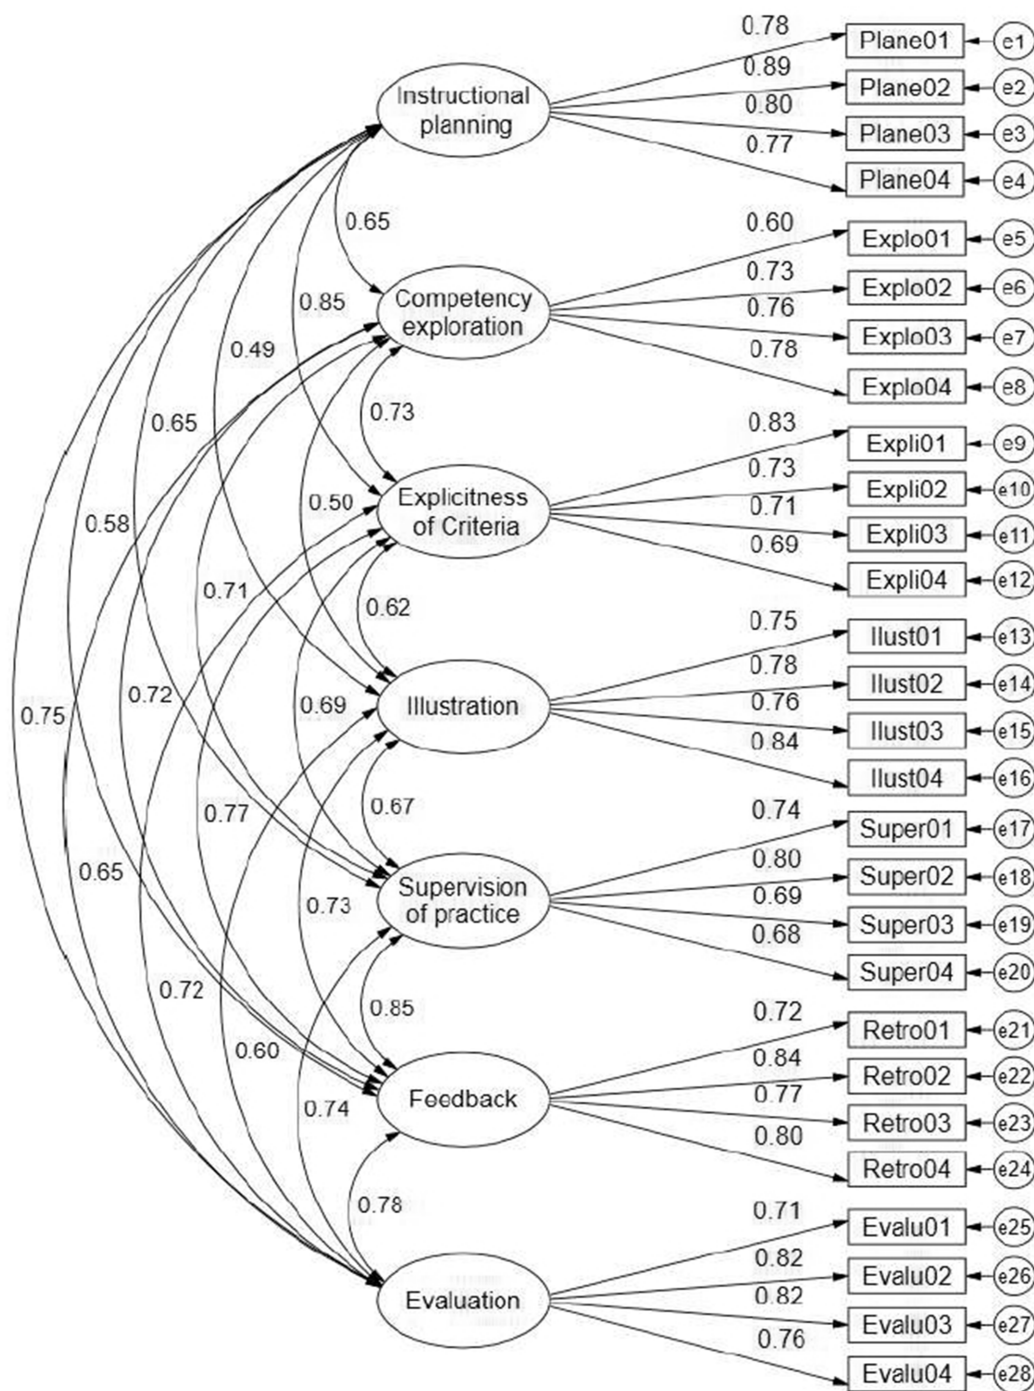 0.78
Plane01
e1
0.89
Plane02
e2
Instructional
planning
0.80
Plane03
e3
0.77
Plane04
e4
0.65
0.60
Explo01
e5
0.73
Explo02
e6
Competency
exploration
0.76
Explo03
e7
0.78
Explo04
e8
0.85
0.49
0.73
0.83
Expli01
e9
0.65
0.73
Expli02
e10
Explicitness
of Criteria
0.50
0.71
Expli03
e11
0.58
0.69
Expli04
e12
0.71
0.62
0.75
Ilust01
e13
0.78
Ilust02
e14
Illustration
0.76
Ilust03
e15
0.84
Ilust04
e16
0.72
0.69
0.75
0.67
0.77
0.74
Super01
e17
0.80
Super02
e18
Supervision
of practice
0.69
Super03
e19
0.68
Super04
e20
0.65
0.73
0.72
0.85
0.72
Retro01
e21
0.60
0.84
Retro02
e22
Feedback
0.77
Retro03
e23
0.74
0.80
Retro04
e24
0.78
0.71
Evalu01
e25
0.82
Evalu02
e26
Evaluation
0.82
Evalu03
e27
0.76
Evalu04
e28